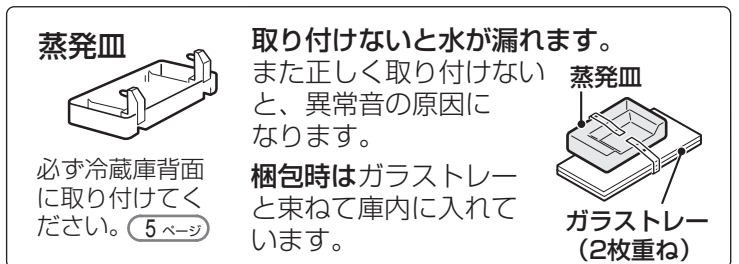 蒸発皿
必ず冷蔵庫背面
に取り付けてく
ださい。5 ページ
取り付けないと水が漏れます。
また正しく取り付けない
と、異常音の原因に
なります。
梱包時はガラストレー
と束ねて庫内に入れて
います。
蒸発皿
ガラストレー
（2枚重ね）